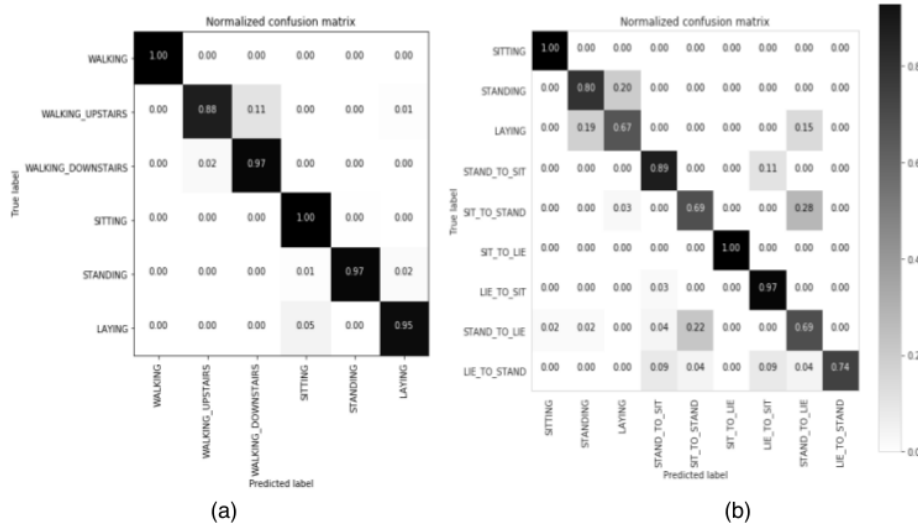 Normalized confusion matrix
True label
WALKING 1.00 0.00 0.00 0.00 0.00 0.00
WALKING_UPSTAIRS 0.00 0.88 0.11 0.00 0.00 0.01
WALKING_DOWNSTAIRS 0.00 0.02 0.97 0.00 0.00 0.00
SITTING 0.00 0.00 0.00 1.00 0.00 0.00
STANDING 0.00 0.00 0.00 0.01 0.97 0.02
LAYING 0.00 0.00 0.00 0.05 0.00 0.95
WALKING
WALKING_UPSTAIRS
WALKING_DOWNSTAIRS
SITTING
STANDING
LAYING
Predicted label
(a)
Normalized confusion matrix
True label
SITTING 1.00 0.00 0.00 0.00 0.00 0.00 0.00 0.00 0.00
STANDING 0.00 0.80 0.20 0.00 0.00 0.00 0.00 0.00 0.00
LAYING 0.00 0.19 0.67 0.00 0.00 0.00 0.00 0.15 0.00
STAND_TO_SIT 0.00 0.00 0.00 0.89 0.00 0.00 0.11 0.00 0.00
SIT_TO_STAND 0.00 0.00 0.03 0.00 0.69 0.00 0.00 0.28 0.00
SIT_TO_LIE 0.00 0.00 0.00 0.00 0.00 1.00 0.00 0.00 0.00
LIE_TO_SIT 0.00 0.00 0.00 0.03 0.00 0.00 0.97 0.00 0.00
STAND_TO_LIE 0.02 0.02 0.00 0.04 0.22 0.00 0.00 0.69 0.00
LIE_TO_STAND 0.00 0.00 0.00 0.09 0.04 0.00 0.09 0.04 0.74
SITTING
STANDING
LAYING
STAND_TO_SIT
SIT_TO_STAND
SIT_TO_LIE
LIE_TO_SIT
STAND_TO_LIE
LIE_TO_STAND
Predicted label
(b)